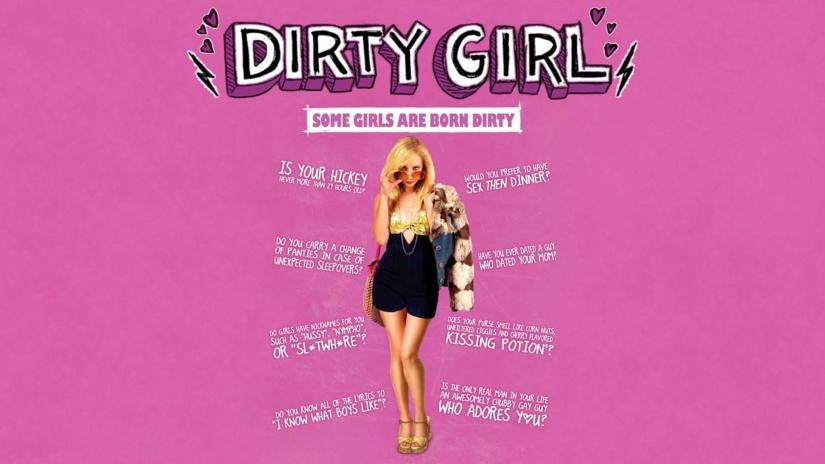 DIRTY GIRL
SOME GIRLS ARE BORN DIRTY
IS YOUR HICKEY
NEVER MORE THAN 24 HOURS OLD?
WOULD YOU PREFER TO HAVE
SEX THEN DINNER?
DO YOU CARRY A CHANGE
OF PANTIES IN CASE OF
UNEXPECTED SLEEPOVERS?
HAVE YOU EVER DATED A GUY
WHO DATED YOUR MOM?
DO GIRLS HAVE NICKNAMES FOR YOU
SUCH AS "HUSSY", "NYMPHO",
OR "SL*TWH*RE"?
DOES YOUR PURSE SMELL LIKE CORN NUTS,
UNFILTERED CIGGIES AND CHERRY FLAVORED
KISSING POTION"?
DO YOU KNOW ALL OF THE LYRICS TO
"I KNOW WHAT BOYS LIKE"?
IS THE ONLY REAL MAN IN YOUR LIFE
AN AWESOMELY CHUBBY GAY GUY
WHO ADORES Y♥U?